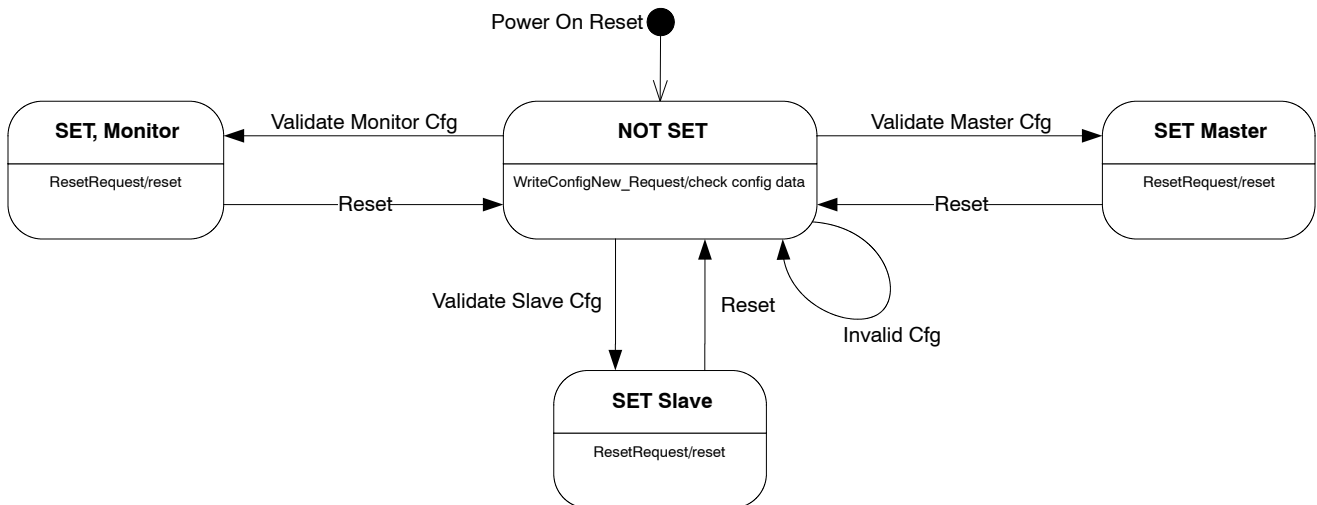 Power On Reset
SET, Monitor
ResetRequest/reset
Validate Monitor Cfg
Reset
NOT SET
WriteConfigNew_Request/check config data
Validate Master Cfg
Reset
SET Master
ResetRequest/reset
Validate Slave Cfg
Reset
Invalid Cfg
SET Slave
ResetRequest/reset